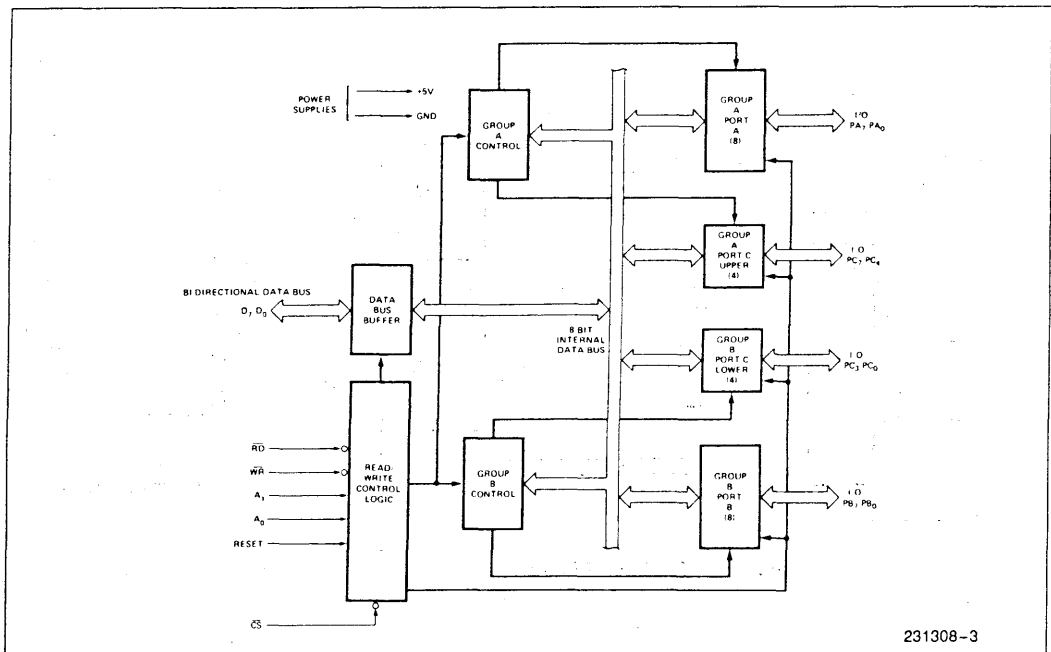 POWER
SUPPLIES
+5V
GND
GROUP
A
CONTROL
GROUP
A
PORT
A
(8)
I/O
PA7 PA0
GROUP
A
PORT C
UPPER
(4)
I O
PC7 PC4
BI DIRECTIONAL DATA BUS
D7 D0
DATA
BUS
BUFFER
8 BIT
INTERNAL
DATA BUS
GROUP
B
PORT C
LOWER
(4)
I O
PC3 PC0
RD
WR
A1
A0
RESET
CS
READ/
WRITE
CONTROL
LOGIC
GROUP
B
CONTROL
GROUP
B
PORT
B
(8)
I O
PB7 PB0
231308-3